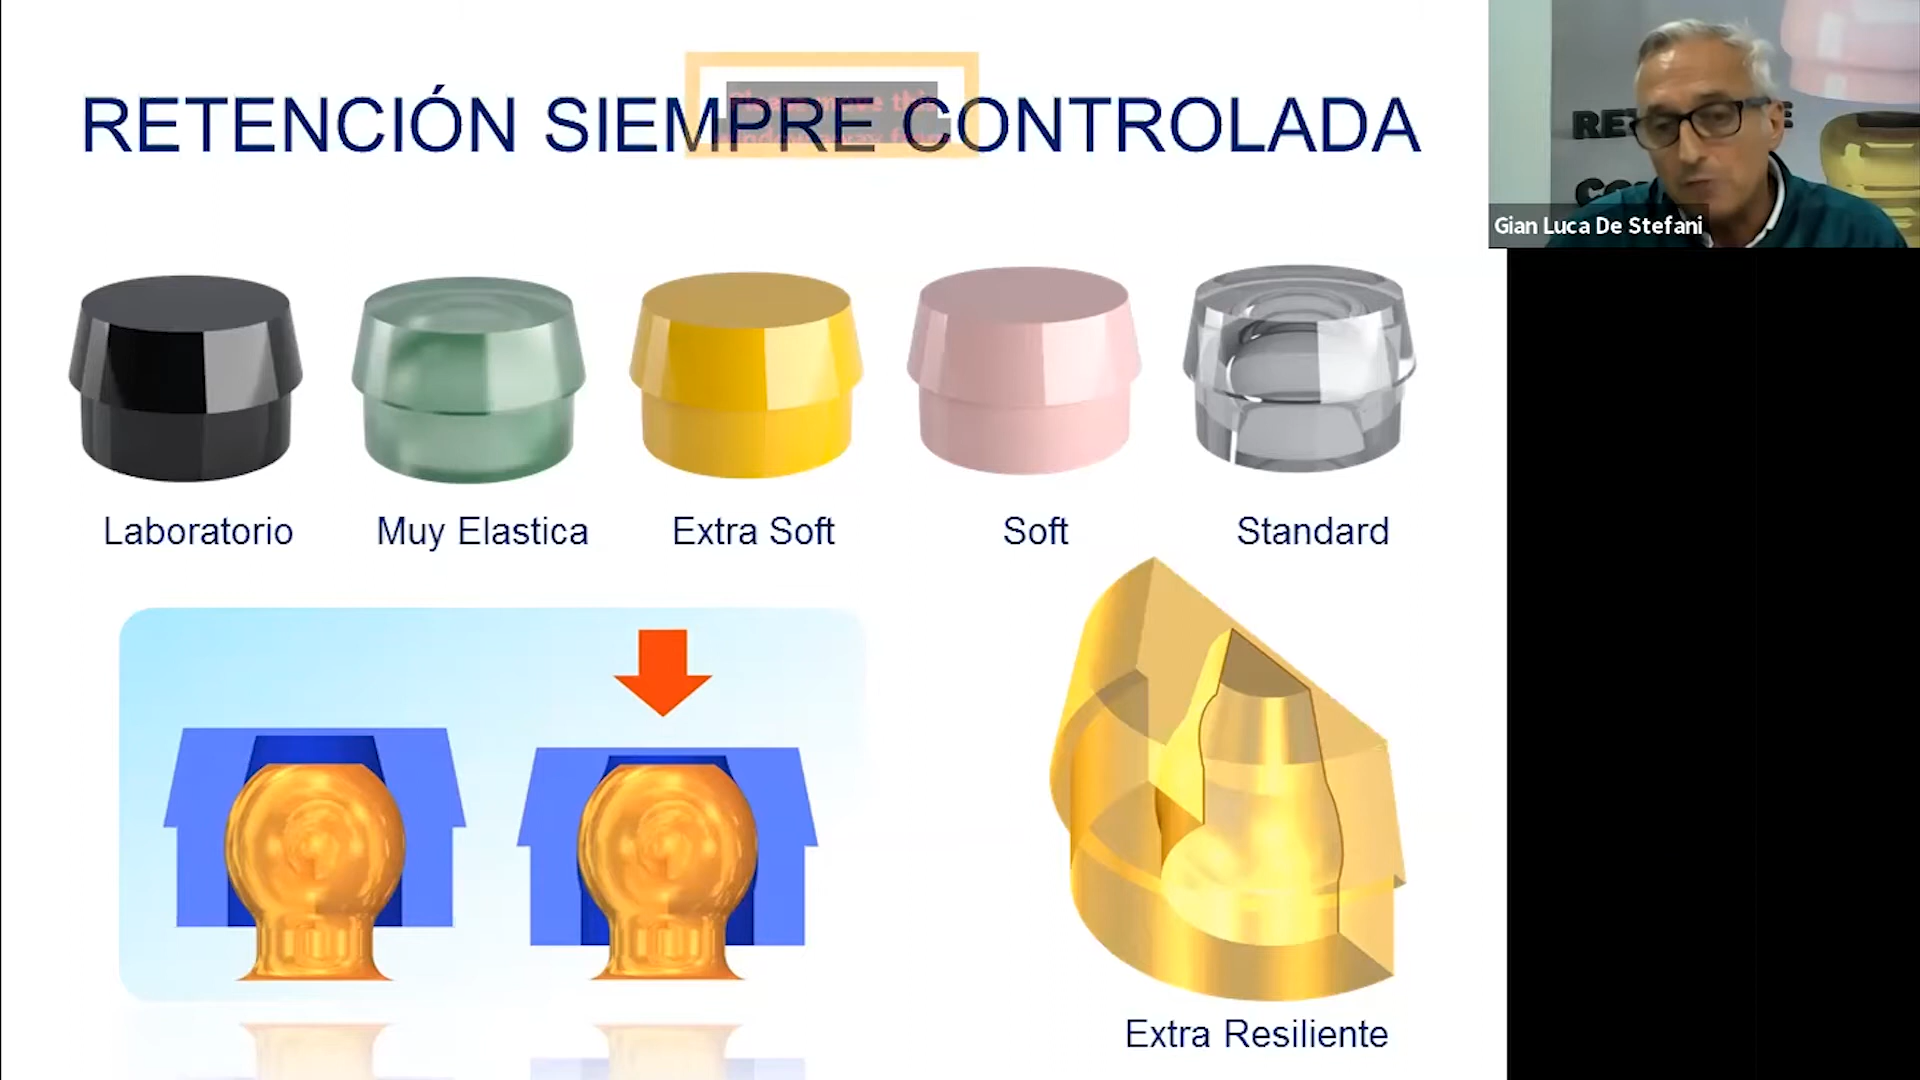 RETENCIÓN SIEMPRE CONTROLADA
Laboratorio
Muy Elastica
Extra Soft
Soft
Standard
Extra Resiliente
Gian Luca De Stefani